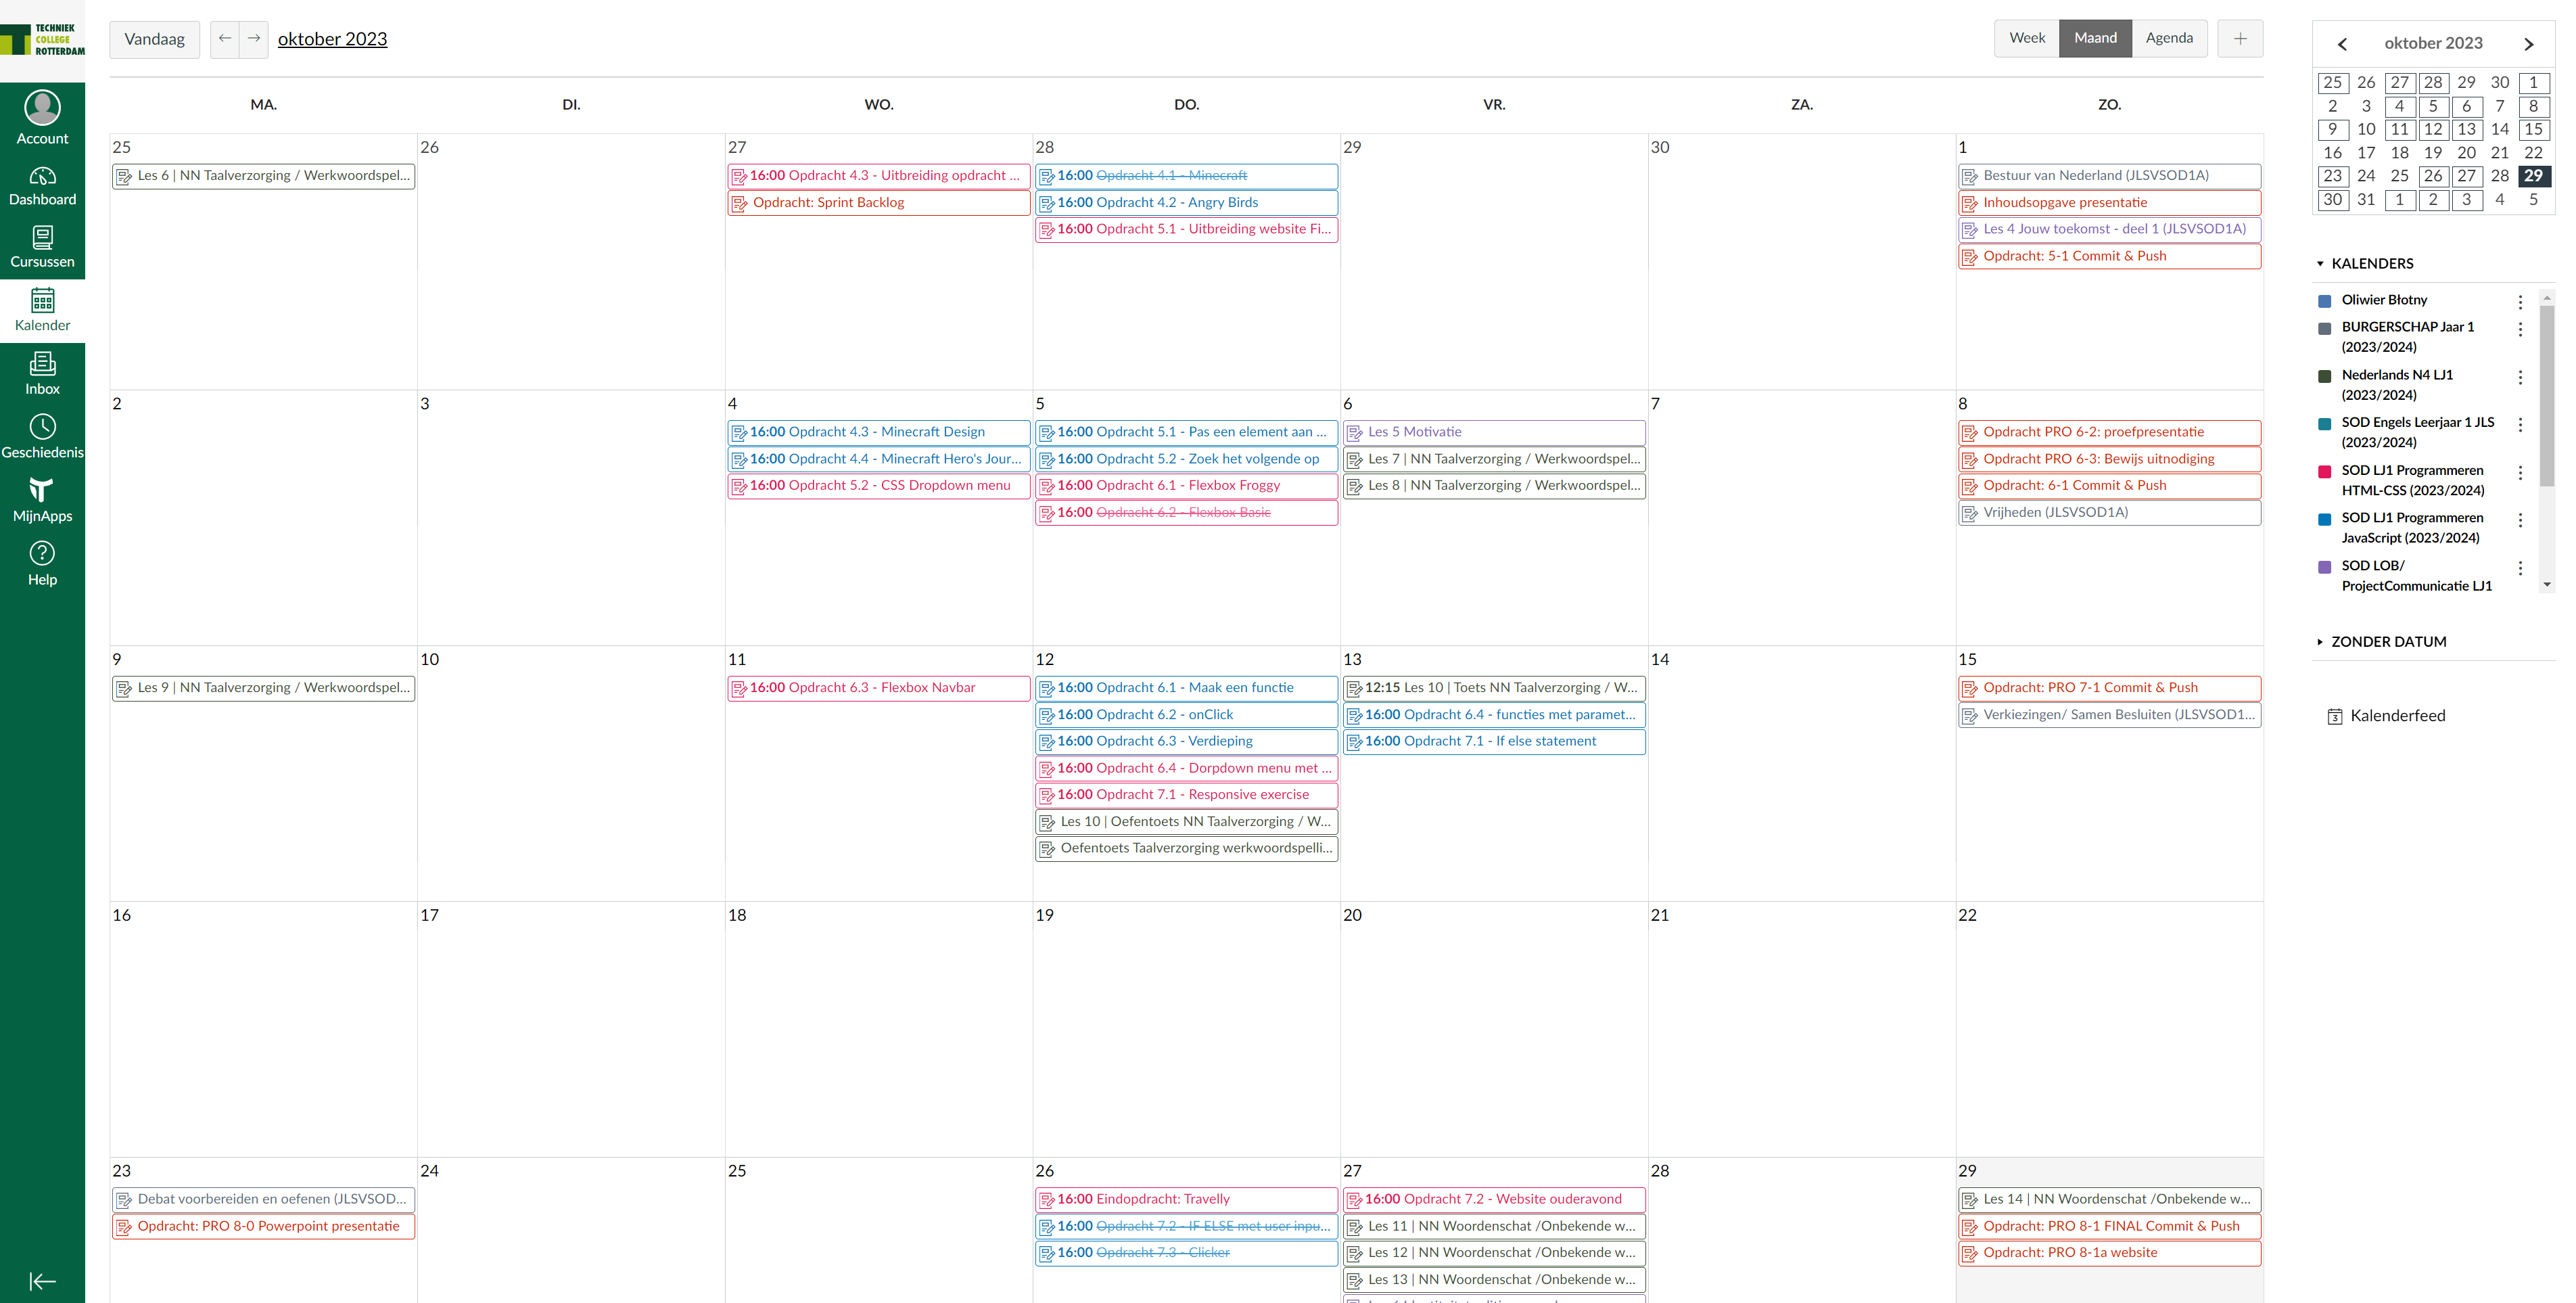 TECHNIEK
COLLEGE
ROTTERDAM
Account
Dashboard
Cursussen
Kalender
Inbox
Geschiedenis
MijnApps
Help
Vandaag
oktober 2023
Week Maand Agenda
MA. DI. WO. DO. VR. ZA. ZO.
25 26 27 28 29 30 1
Les 6 | NN Taalverzorging / Werkwoordspel...
16:00 Opdracht 4.3 - Uitbreiding opdracht ...
Opdracht: Sprint Backlog
16:00 Opdracht 4.1 - Minecraft
16:00 Opdracht 4.2 - Angry Birds
16:00 Opdracht 5.1 - Uitbreiding website Fi...
Bestuur van Nederland (JLSVSOD1A)
Inhoudsopgave presentatie
Les 4 Jouw toekomst - deel 1 (JLSVSOD1A)
Opdracht: 5-1 Commit & Push
2 3 4 5 6 7 8
16:00 Opdracht 4.3 - Minecraft Design
16:00 Opdracht 4.4 - Minecraft Hero's Jour...
16:00 Opdracht 5.2 - CSS Dropdown menu
16:00 Opdracht 5.1 - Pas een element aan ...
16:00 Opdracht 5.2 - Zoek het volgende op
16:00 Opdracht 6.1 - Flexbox Froggy
16:00 Opdracht 6.2 - Flexbox Basic
Les 5 Motivatie
Les 7 | NN Taalverzorging / Werkwoordspel...
Les 8 | NN Taalverzorging / Werkwoordspel...
Opdracht PRO 6-2: proefpresentatie
Opdracht PRO 6-3: Bewijs uitnodiging
Opdracht: 6-1 Commit & Push
Vrijheden (JLSVSOD1A)
9 10 11 12 13 14 15
Les 9 | NN Taalverzorging / Werkwoordspel...
16:00 Opdracht 6.3 - Flexbox Navbar
16:00 Opdracht 6.1 - Maak een functie
16:00 Opdracht 6.2 - onClick
16:00 Opdracht 6.3 - Verdieping
16:00 Opdracht 6.4 - Dorpdown menu met ...
16:00 Opdracht 7.1 - Responsive exercise
Les 10 | Oefentoets NN Taalverzorging / W...
Oefentoets Taalverzorging werkwoordspelli...
12:15 Les 10 | Toets NN Taalverzorging / W...
16:00 Opdracht 6.4 - functies met paramet...
16:00 Opdracht 7.1 - If else statement
Opdracht: PRO 7-1 Commit & Push
Verkiezingen/ Samen Besluiten (JLSVSOD1...
16 17 18 19 20 21 22
23 24 25 26 27 28 29
Debat voorbereiden en oefenen (JLSVSOD...
Opdracht: PRO 8-0 Powerpoint presentatie
16:00 Eindopdracht: Travelly
16:00 Opdracht 7.2 - IF ELSE met user inpu...
16:00 Opdracht 7.3 - Clicker
16:00 Opdracht 7.2 - Website ouderavond
Les 11 | NN Woordenschat /Onbekende w...
Les 12 | NN Woordenschat /Onbekende w...
Les 13 | NN Woordenschat /Onbekende w...
Les 14 | NN Woordenschat /Onbekende w...
Opdracht: PRO 8-1 FINAL Commit & Push
Opdracht: PRO 8-1a website
oktober 2023
25 26 27 28 29 30 1
2 3 4 5 6 7 8
9 10 11 12 13 14 15
16 17 18 19 20 21 22
23 24 25 26 27 28 29
30 31 1 2 3 4 5
KALENDERS
Oliwier Błotny
BURGERSCHAP Jaar 1
(2023/2024)
Nederlands N4 LJ1
(2023/2024)
SOD Engels Leerjaar 1 JLS
(2023/2024)
SOD LJ1 Programmeren
HTML-CSS (2023/2024)
SOD LJ1 Programmeren
JavaScript (2023/2024)
SOD LOB/
ProjectCommunicatie LJ1
ZONDER DATUM
Kalenderfeed